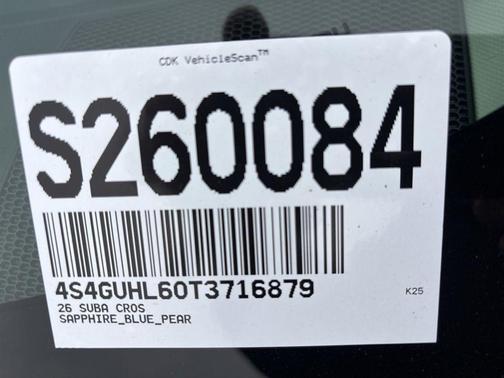 CDK VehicleScan™
S260084
4S4GUHL60T3716879
K25
26 SUBA CROS
SAPPHIRE_BLUE_PEAR